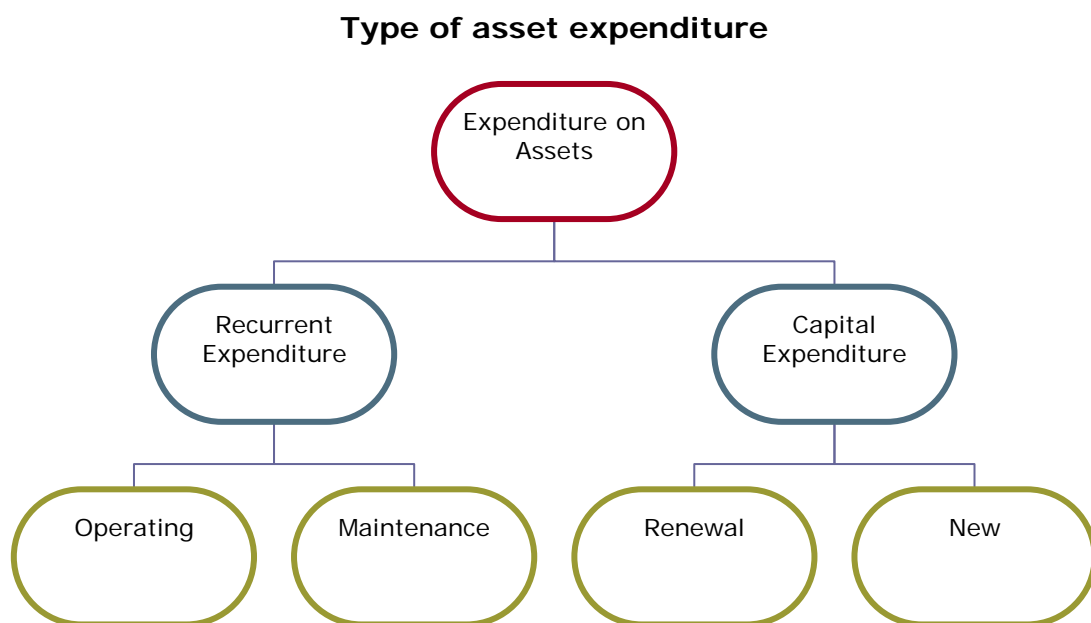 Type of asset expenditure
Expenditure on
Assets
Recurrent
Expenditure
Capital
Expenditure
Operating
Maintenance
Renewal
New